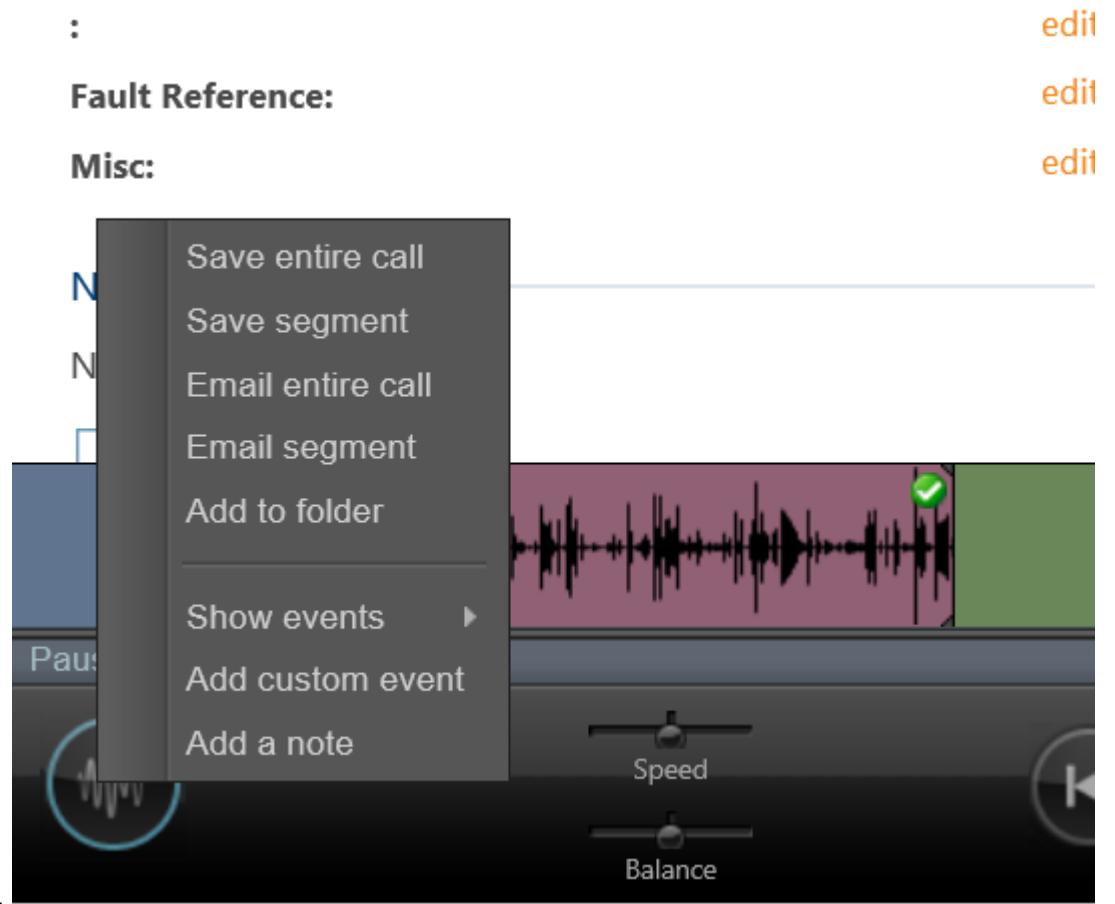 :
edit
Fault Reference:
edit
Misc:
edit
N
N
Save entire call
Save segment
Email entire call
Email segment
Add to folder
Show events
Add custom event
Add a note
Paus
Speed
Balance